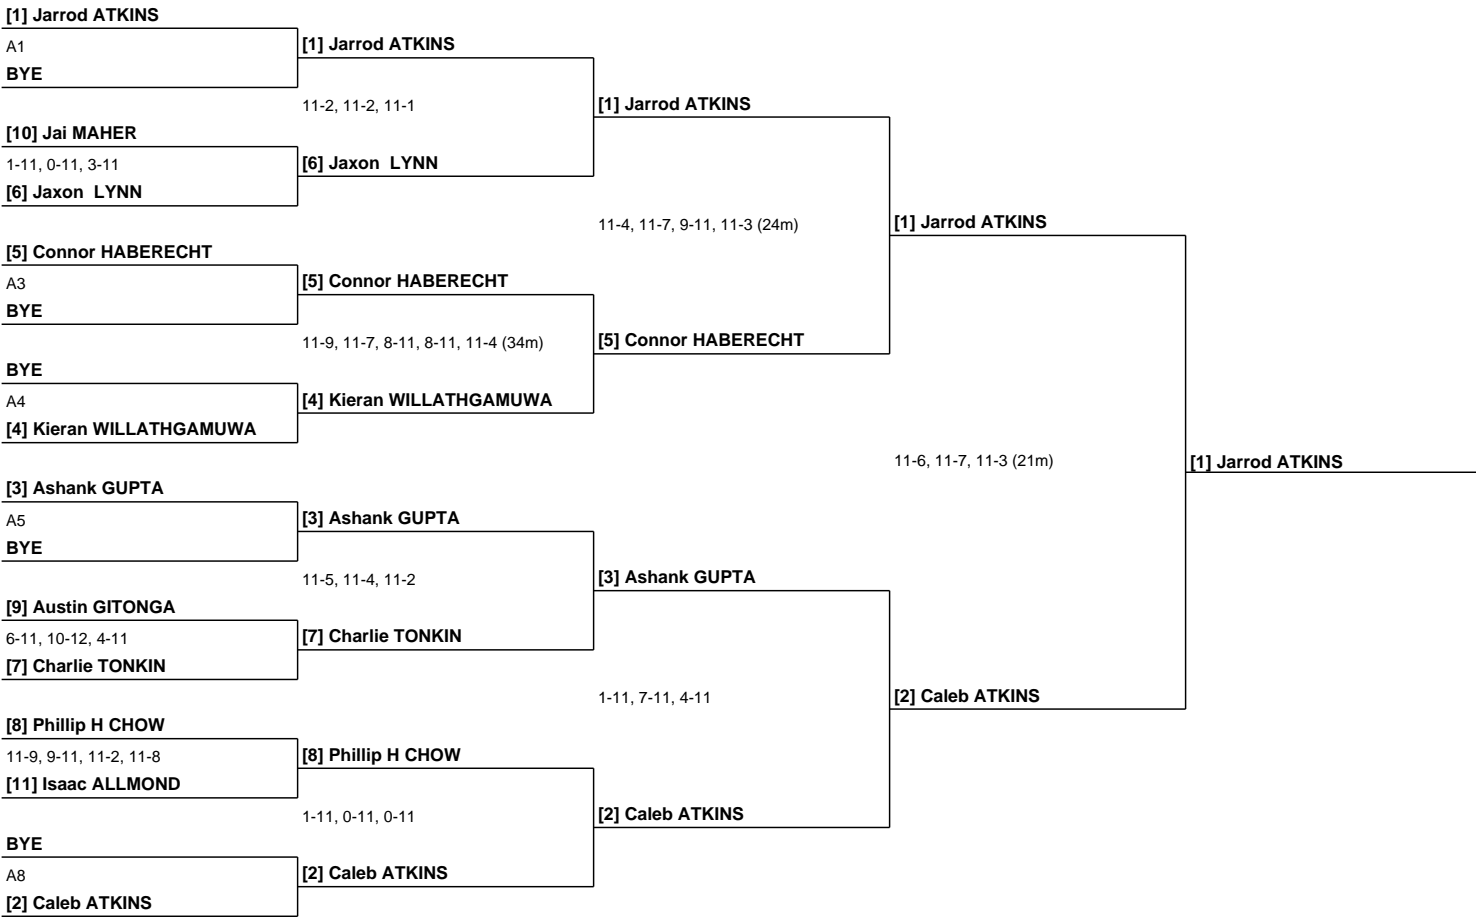 [1] Jarrod ATKINS
A1
BYE
[10] Jai MAHER
1-11, 0-11, 3-11
[6] Jaxon  LYNN
[5] Connor HABERECHT
A3
BYE
BYE
A4
[4] Kieran WILLATHGAMUWA
[3] Ashank GUPTA
A5
BYE
[9] Austin GITONGA
6-11, 10-12, 4-11
[7] Charlie TONKIN
[8] Phillip H CHOW
11-9, 9-11, 11-2, 11-8
[11] Isaac ALLMOND
BYE
A8
[2] Caleb ATKINS
[1] Jarrod ATKINS
11-2, 11-2, 11-1
[6] Jaxon  LYNN
[5] Connor HABERECHT
11-9, 11-7, 8-11, 8-11, 11-4 (34m)
[4] Kieran WILLATHGAMUWA
[3] Ashank GUPTA
11-5, 11-4, 11-2
[7] Charlie TONKIN
[8] Phillip H CHOW
1-11, 0-11, 0-11
[2] Caleb ATKINS
[1] Jarrod ATKINS
11-4, 11-7, 9-11, 11-3 (24m)
[5] Connor HABERECHT
[3] Ashank GUPTA
1-11, 7-11, 4-11
[2] Caleb ATKINS
[1] Jarrod ATKINS
11-6, 11-7, 11-3 (21m)
[2] Caleb ATKINS
[1] Jarrod ATKINS